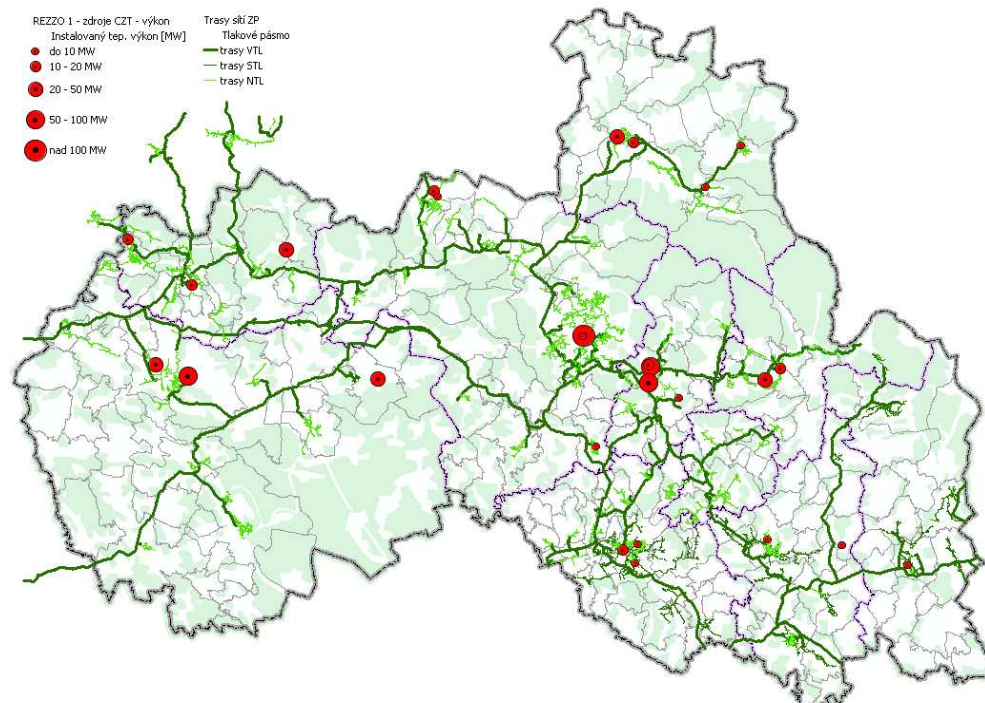 REZZO 1 - zdroje CZT - výkon
Instalovaný tep. výkon [MW]
do 10 MW
10 - 20 MW
20 - 50 MW
50 - 100 MW
nad 100 MW
Trasy sítí ZP
Tlakové pásmo
trasy VTL
trasy STL
trasy NTL